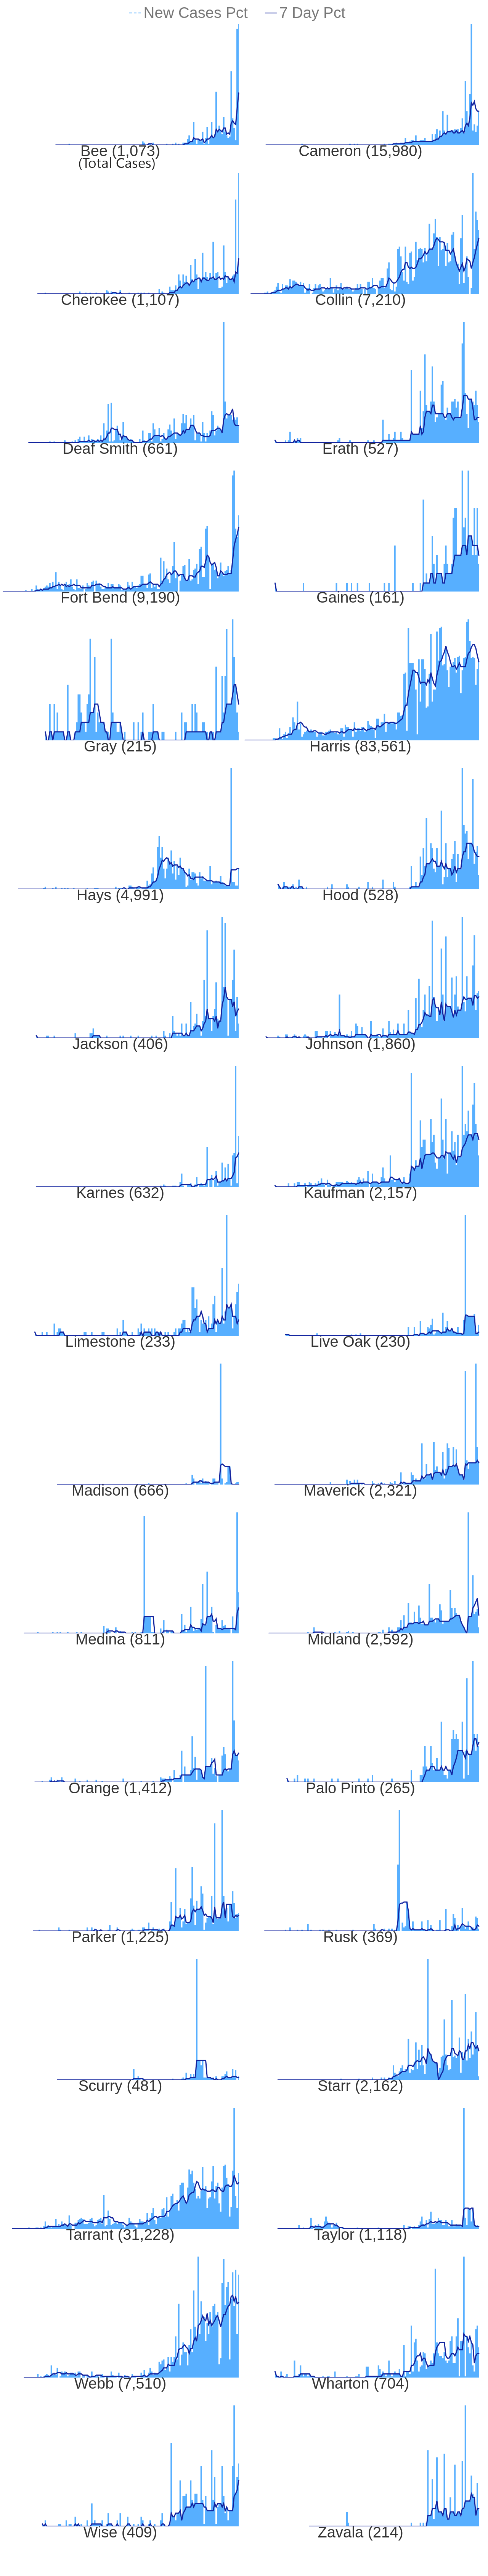 New Cases Pct 7 Day Pct
Bee (1,073)
(Total Cases)
Cameron (15,980)
Cherokee (1,107)
Collin (7,210)
Deaf Smith (661)
Erath (527)
Fort Bend (9,190)
Gaines (161)
Gray (215)
Harris (83,561)
Hays (4,991)
Hood (528)
Jackson (406)
Johnson (1,860)
Karnes (632)
Kaufman (2,157)
Limestone (233)
Live Oak (230)
Madison (666)
Maverick (2,321)
Medina (811)
Midland (2,592)
Orange (1,412)
Palo Pinto (265)
Parker (1,225)
Rusk (369)
Scurry (481)
Starr (2,162)
Tarrant (31,228)
Taylor (1,118)
Webb (7,510)
Wharton (704)
Wise (409)
Zavala (214)